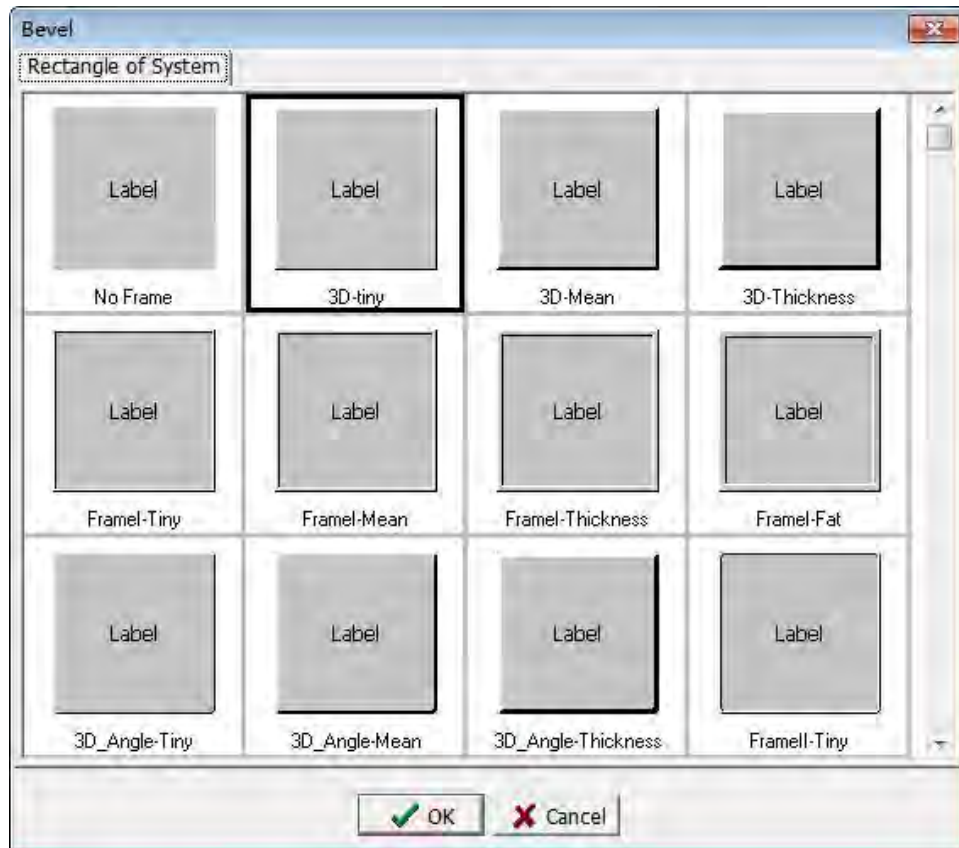 Bevel
Rectangle of System
Label Label Label Label
No Frame 3D-tiny 3D-Mean 3D-Thickness
Label Label Label Label
FrameI-Tiny FrameI-Mean FrameI-Thickness FrameI-Fat
Label Label Label Label
3D_Angle-Tiny 3D_Angle-Mean 3D_Angle-Thickness FrameII-Tiny
OK Cancel